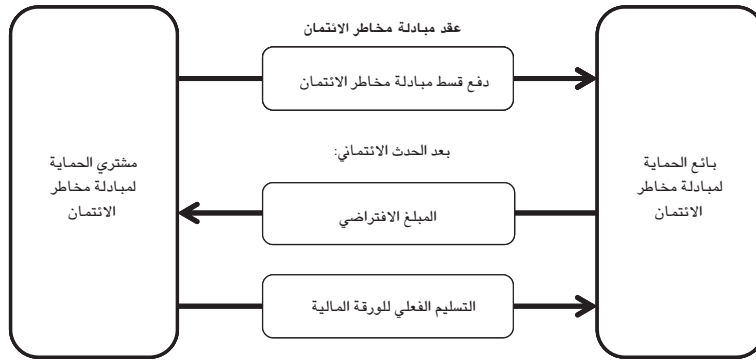 عقد مبادلة مخاطر الائتمان
دفع قسط مبادلة مخاطر الائتمان
بائع الحماية
لمبادلة مخاطر
الائتمان
بعد الحدث الائتماني:
مشتري الحماية
لمبادلة مخاطر
الائتمان
المبلغ الافتراضي
التسليم الفعلي للورقة المالية